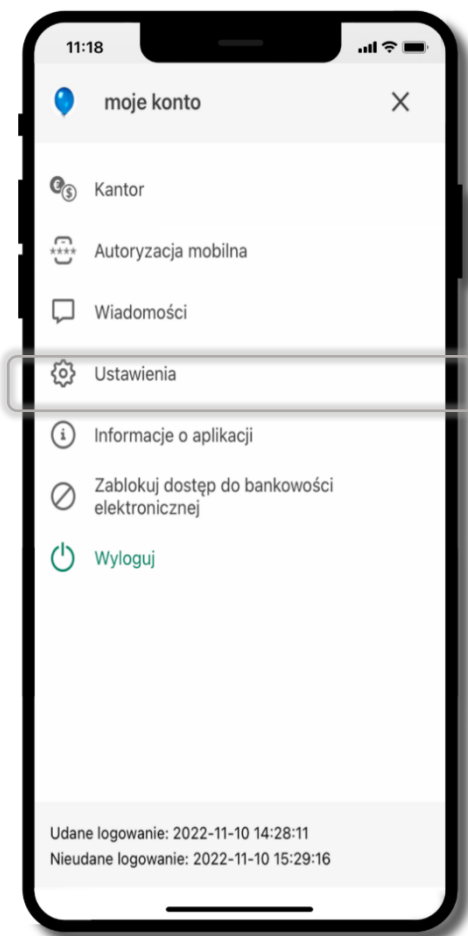 11:18
moje konto
Kantor
Autoryzacja mobilna
Wiadomości
Ustawienia
Informacje o aplikacji
Zablokuj dostęp do bankowości
elektronicznej
Wyloguj
Udane logowanie: 2022-11-10 14:28:11
Nieudane logowanie: 2022-11-10 15:29:16